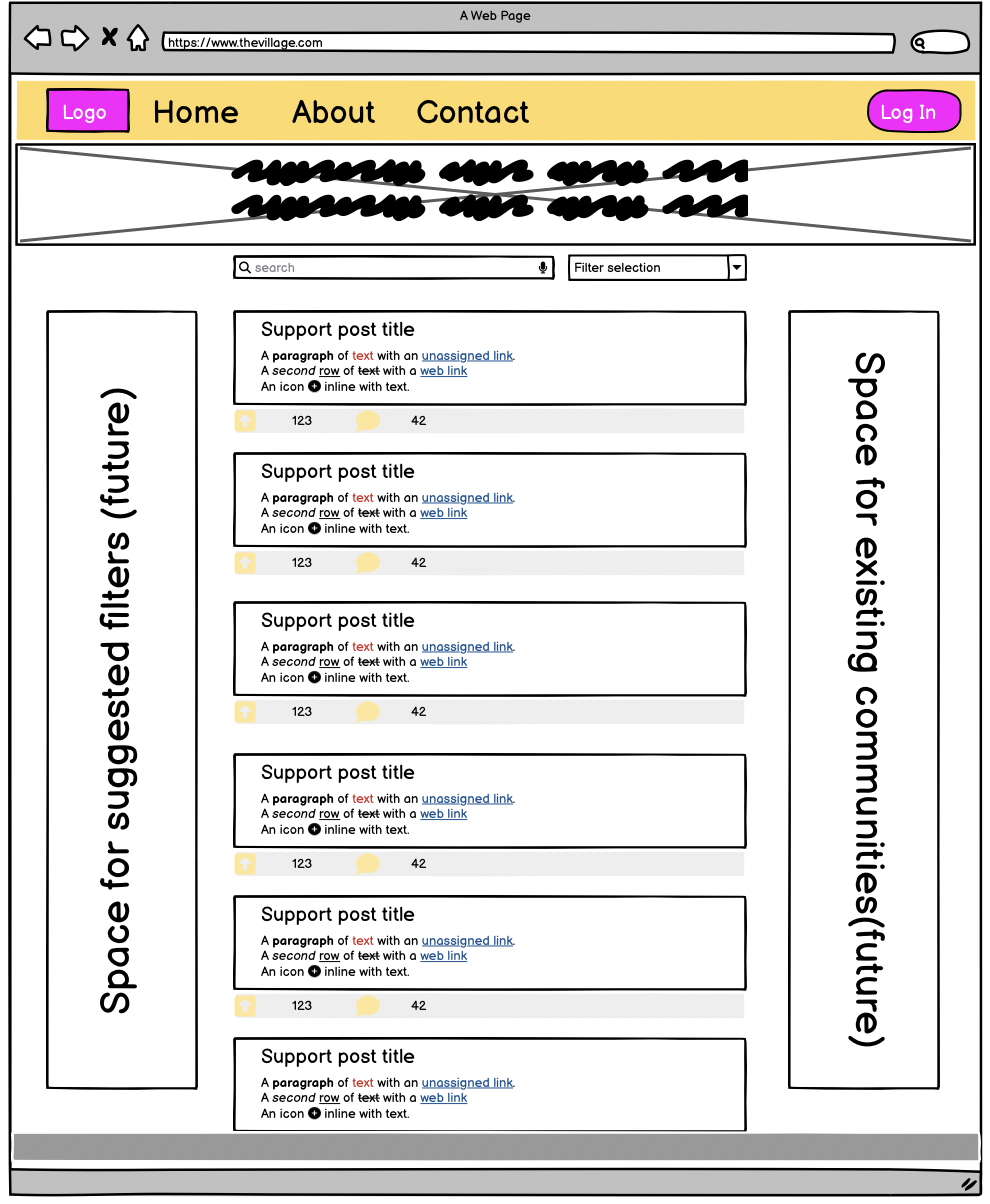 A Web Page
https://www.thevillage.com
Logo Home About Contact Log In
search Filter selection
Space for suggested filters (future)
Support post title
A paragraph of text with an unassigned link.
A second row of text with a web link
An icon inline with text.
123 42
Support post title
A paragraph of text with an unassigned link.
A second row of text with a web link
An icon inline with text.
123 42
Support post title
A paragraph of text with an unassigned link.
A second row of text with a web link
An icon inline with text.
123 42
Support post title
A paragraph of text with an unassigned link.
A second row of text with a web link
An icon inline with text.
123 42
Support post title
A paragraph of text with an unassigned link.
A second row of text with a web link
An icon inline with text.
123 42
Support post title
A paragraph of text with an unassigned link.
A second row of text with a web link
An icon inline with text.
Space for existing communities(future)